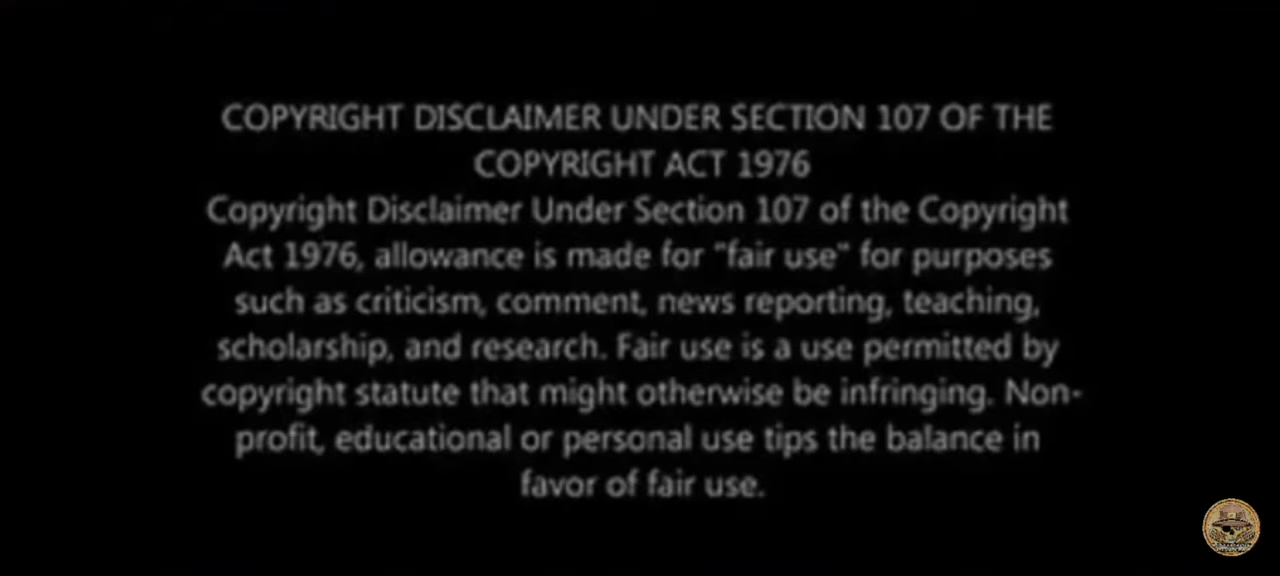 COPYRIGHT DISCLAIMER UNDER SECTION 107 OF THE
COPYRIGHT ACT 1976
Copyright Disclaimer Under Section 107 of the Copyright
Act 1976, allowance is made for "fair use" for purposes
such as criticism, comment, news reporting, teaching,
scholarship, and research. Fair use is a use permitted by
copyright statute that might otherwise be infringing. Non-
profit, educational or personal use tips the balance in
favor of fair use.